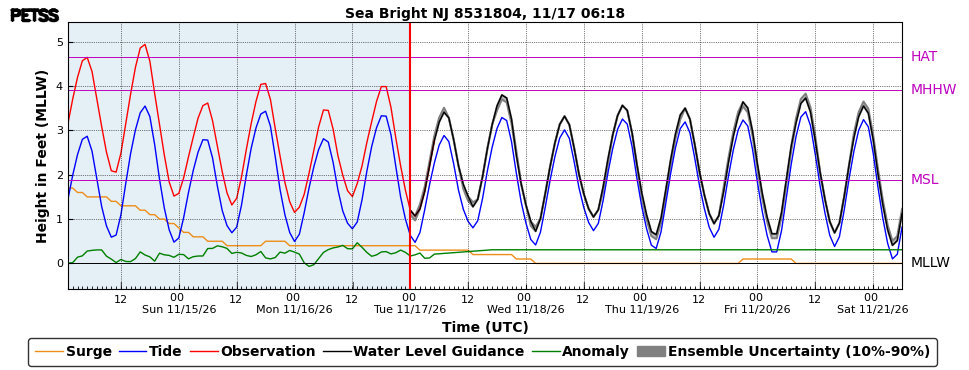 PETSS
Sea Bright NJ 8531804, 11/17 06:18
Height in Feet (MLLW)
5
4
3
2
1
0
HAT
MHHW
MSL
MLLW
12 00 12 00 12 00 12 00 12 00 12 00 12 00
Sun 11/15/26 Mon 11/16/26 Tue 11/17/26 Wed 11/18/26 Thu 11/19/26 Fri 11/20/26 Sat 11/21/26
Time (UTC)
Surge Tide Observation Water Level Guidance Anomaly Ensemble Uncertainty (10%-90%)